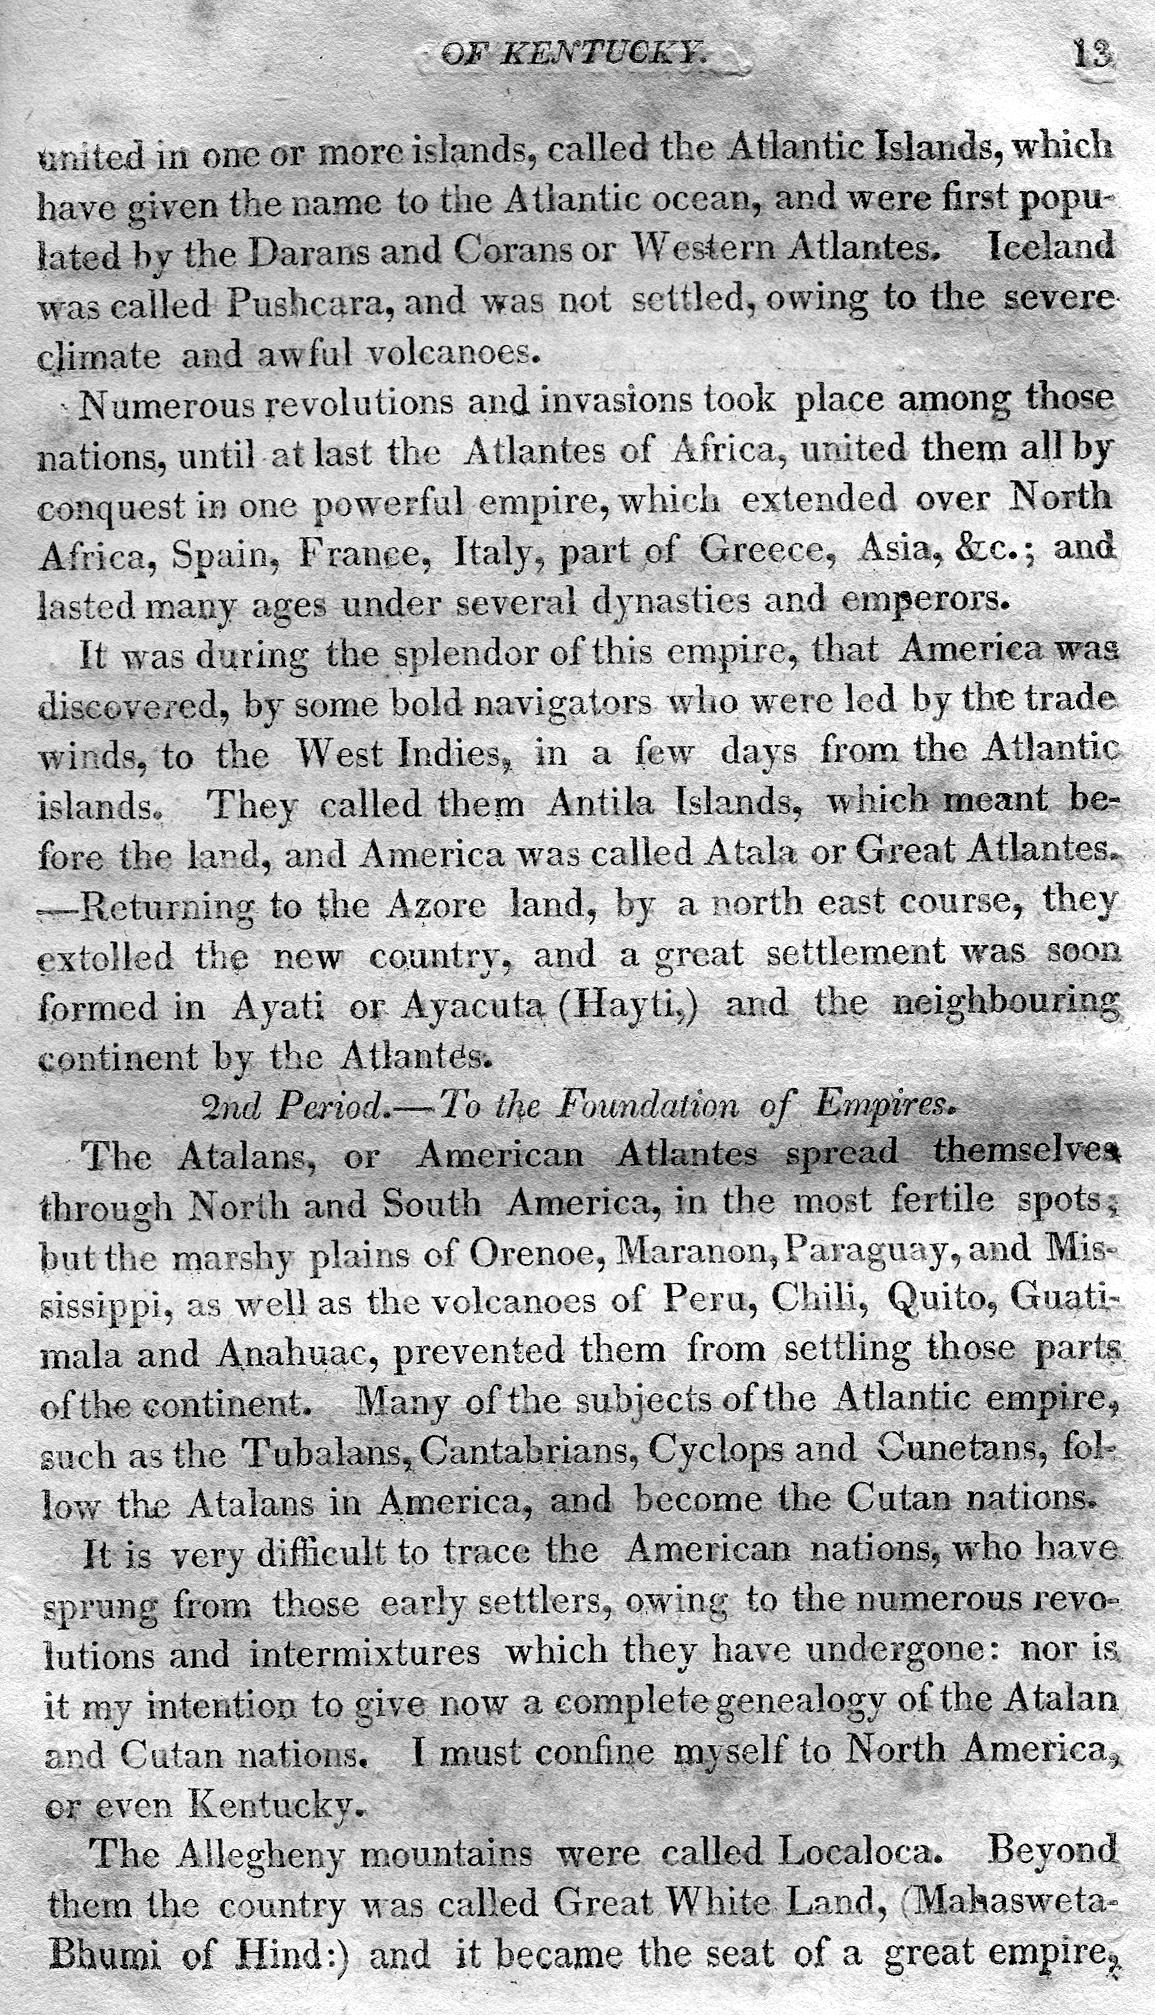 OF KENTUCKY. 13
united in one or more islands, called the Atlantic Islands, which
have given the name to the Atlantic ocean, and were first popu-
lated by the Darans and Corans or Western Atlantes. Iceland
was called Pushcara, and was not settled, owing to the severe
climate and awful volcanoes.
Numerous revolutions and invasions took place among those
nations, until at last the Atlantes of Africa, united them all by
conquest in one powerful empire, which extended over North
Africa, Spain, France, Italy, part of Greece, Asia, &c.; and
lasted many ages under several dynasties and emperors.
It was during the splendor of this empire, that America was
discovered, by some bold navigators who were led by the trade
winds, to the West Indies, in a few days from the Atlantic
islands. They called them Antila Islands, which meant be-
fore the land, and America was called Atala or Great Atlantes.
—Returning to the Azore land, by a north east course, they
extolled the new country, and a great settlement was soon
formed in Ayati or Ayacuta (Hayti,) and the neighbouring
continent by the Atlantes.
2nd Period.—To the Foundation of Empires.
The Atalans, or American Atlantes spread themselves
through North and South America, in the most fertile spots;
but the marshy plains of Orenoe, Maranon, Paraguay, and Mis-
sissippi, as well as the volcanoes of Peru, Chili, Quito, Guati-
mala and Anahuac, prevented them from settling those parts
of the continent. Many of the subjects of the Atlantic empire,
such as the Tubalans, Cantabrians, Cyclops and Cunetans, fol-
low the Atalans in America, and become the Cutan nations.
It is very difficult to trace the American nations, who have
sprung from those early settlers, owing to the numerous revo-
lutions and intermixtures which they have undergone: nor is
it my intention to give now a complete genealogy of the Atalan
and Cutan nations. I must confine myself to North America,
or even Kentucky.
The Allegheny mountains were called Localoca. Beyond
them the country was called Great White Land, (Mahasweta-
Bhumi of Hind:) and it became the seat of a great empire,